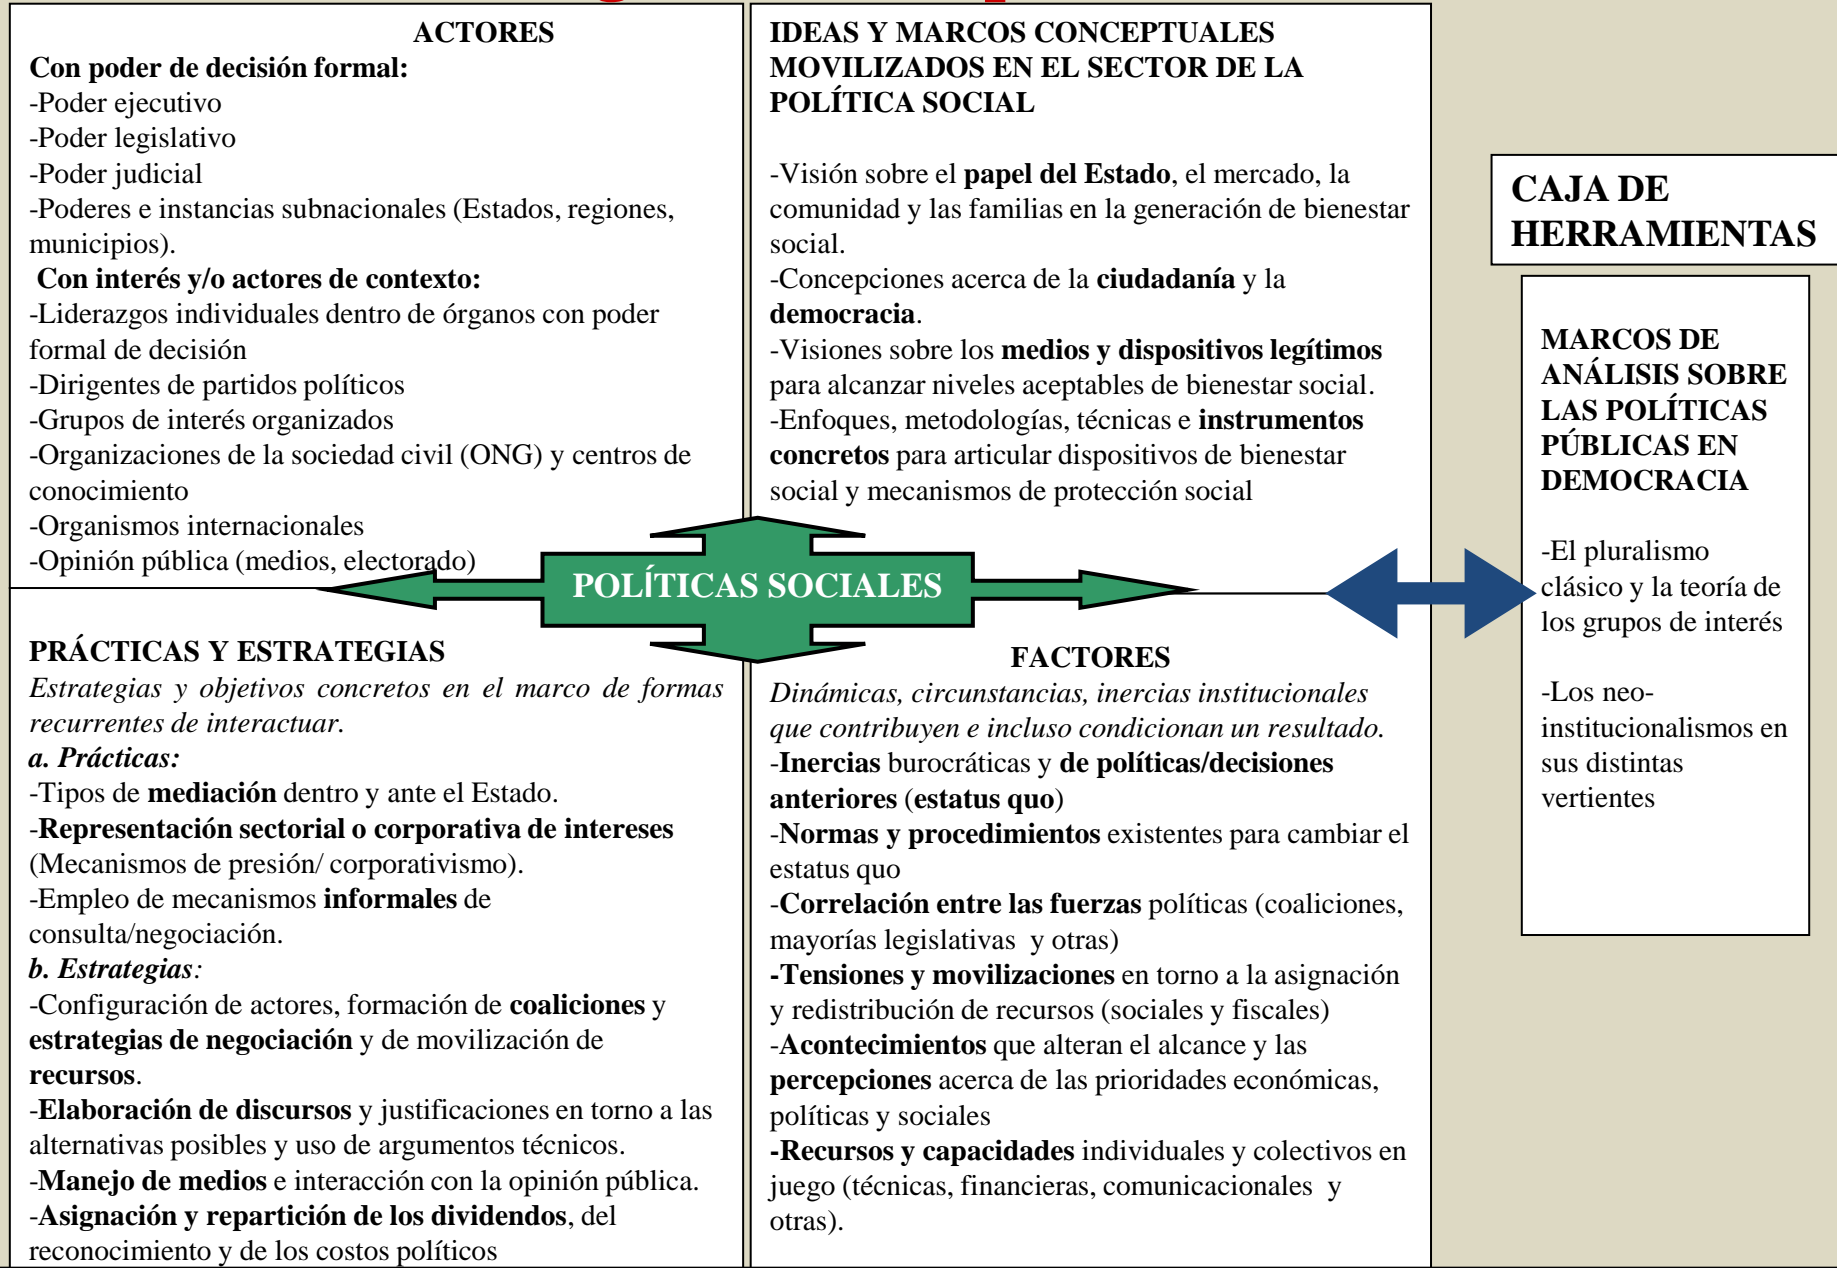 ACTORES
Con poder de decisión formal:
-Poder ejecutivo
-Poder legislativo
-Poder judicial
-Poderes e instancias subnacionales (Estados, regiones,
municipios).
Con interés y/o actores de contexto:
-Liderazgos individuales dentro de órganos con poder
formal de decisión
-Dirigentes de partidos políticos
-Grupos de interés organizados
-Organizaciones de la sociedad civil (ONG) y centros de
conocimiento
-Organismos internacionales
-Opinión pública (medios, electorado)
IDEAS Y MARCOS CONCEPTUALES
MOVILIZADOS EN EL SECTOR DE LA
POLÍTICA SOCIAL
-Visión sobre el papel del Estado, el mercado, la
comunidad y las familias en la generación de bienestar
social.
-Concepciones acerca de la ciudadanía y la
democracia.
-Visiones sobre los medios y dispositivos legítimos
para alcanzar niveles aceptables de bienestar social.
-Enfoques, metodologías, técnicas e instrumentos
concretos para articular dispositivos de bienestar
social y mecanismos de protección social
POLÍTICAS SOCIALES
PRÁCTICAS Y ESTRATEGIAS
Estrategias y objetivos concretos en el marco de formas
recurrentes de interactuar.
a. Prácticas:
-Tipos de mediación dentro y ante el Estado.
-Representación sectorial o corporativa de intereses
(Mecanismos de presión/ corporativismo).
-Empleo de mecanismos informales de
consulta/negociación.
b. Estrategias:
-Configuración de actores, formación de coaliciones y
estrategias de negociación y de movilización de
recursos.
-Elaboración de discursos y justificaciones en torno a las
alternativas posibles y uso de argumentos técnicos.
-Manejo de medios e interacción con la opinión pública.
-Asignación y repartición de los dividendos, del
reconocimiento y de los costos políticos
FACTORES
Dinámicas, circunstancias, inercias institucionales
que contribuyen e incluso condicionan un resultado.
-Inercias burocráticas y de políticas/decisiones
anteriores (estatus quo)
-Normas y procedimientos existentes para cambiar el
estatus quo
-Correlación entre las fuerzas políticas (coaliciones,
mayorías legislativas y otras)
-Tensiones y movilizaciones en torno a la asignación
y redistribución de recursos (sociales y fiscales)
-Acontecimientos que alteran el alcance y las
percepciones acerca de las prioridades económicas,
políticas y sociales
-Recursos y capacidades individuales y colectivos en
juego (técnicas, financieras, comunicacionales y
otras).
CAJA DE
HERRAMIENTAS
MARCOS DE
ANÁLISIS SOBRE
LAS POLÍTICAS
PÚBLICAS EN
DEMOCRACIA
-El pluralismo
clásico y la teoría de
los grupos de interés
-Los neo-
institucionalismos en
sus distintas
vertientes